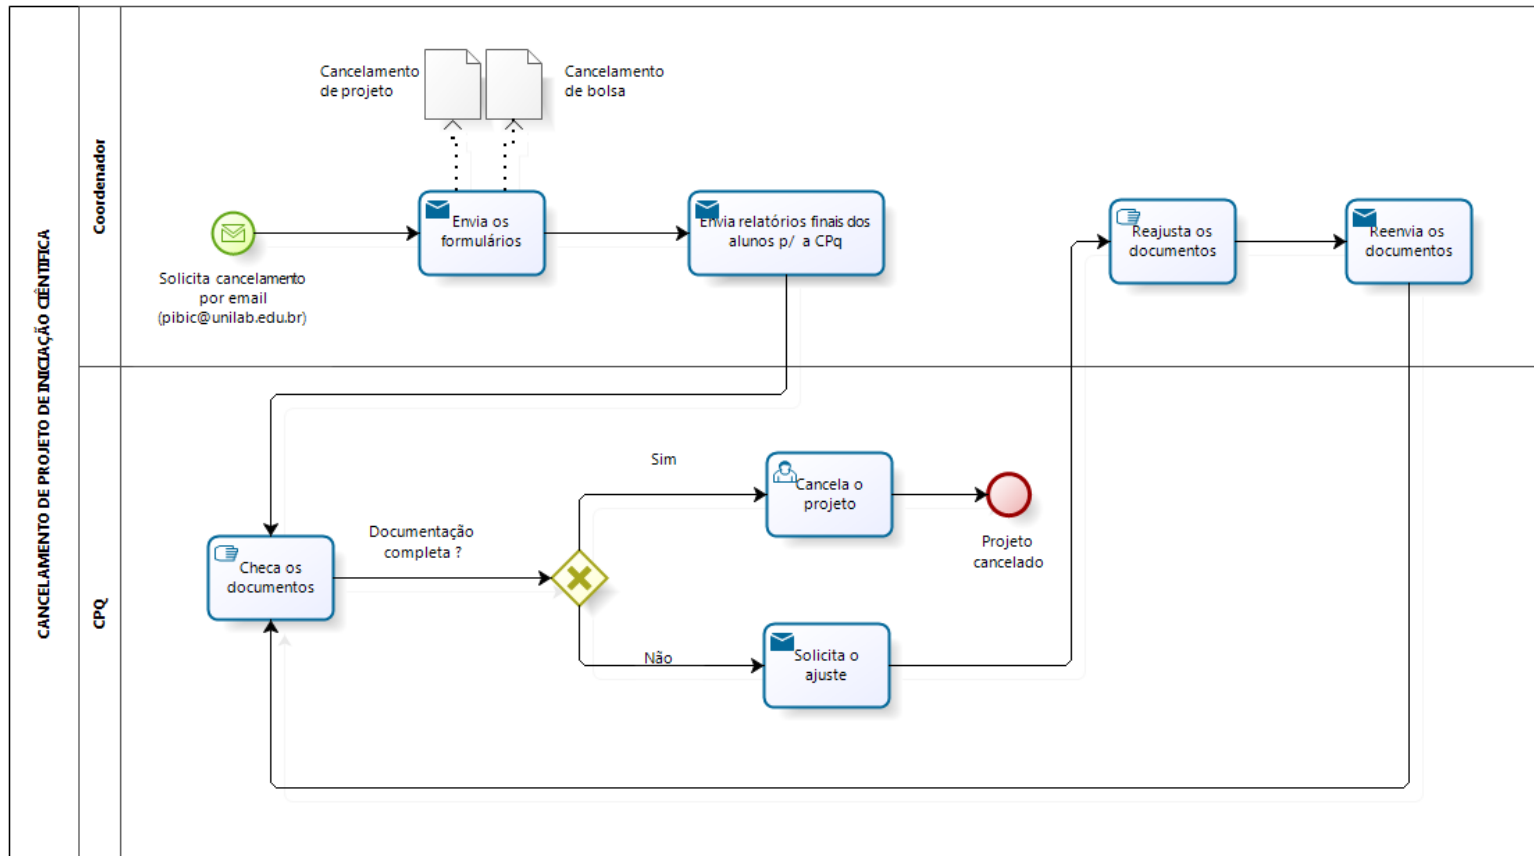 CANCELAMENTO DE PROJETO DE INICIAÇÃO CIÊNTIFICA
Coordenador
Cancelamento
de projeto
Cancelamento
de bolsa
Solicita cancelamento
por email
(pibic@unilab.edu.br)
Envia os
formulários
Envia relatórios finais dos
alunos p/ a CPq
Reajusta os
documentos
Reenvia os
documentos
CPQ
Checa os
documentos
Documentação
completa ?
Sim
Cancela o
projeto
Projeto
cancelado
Não
Solicita o
ajuste